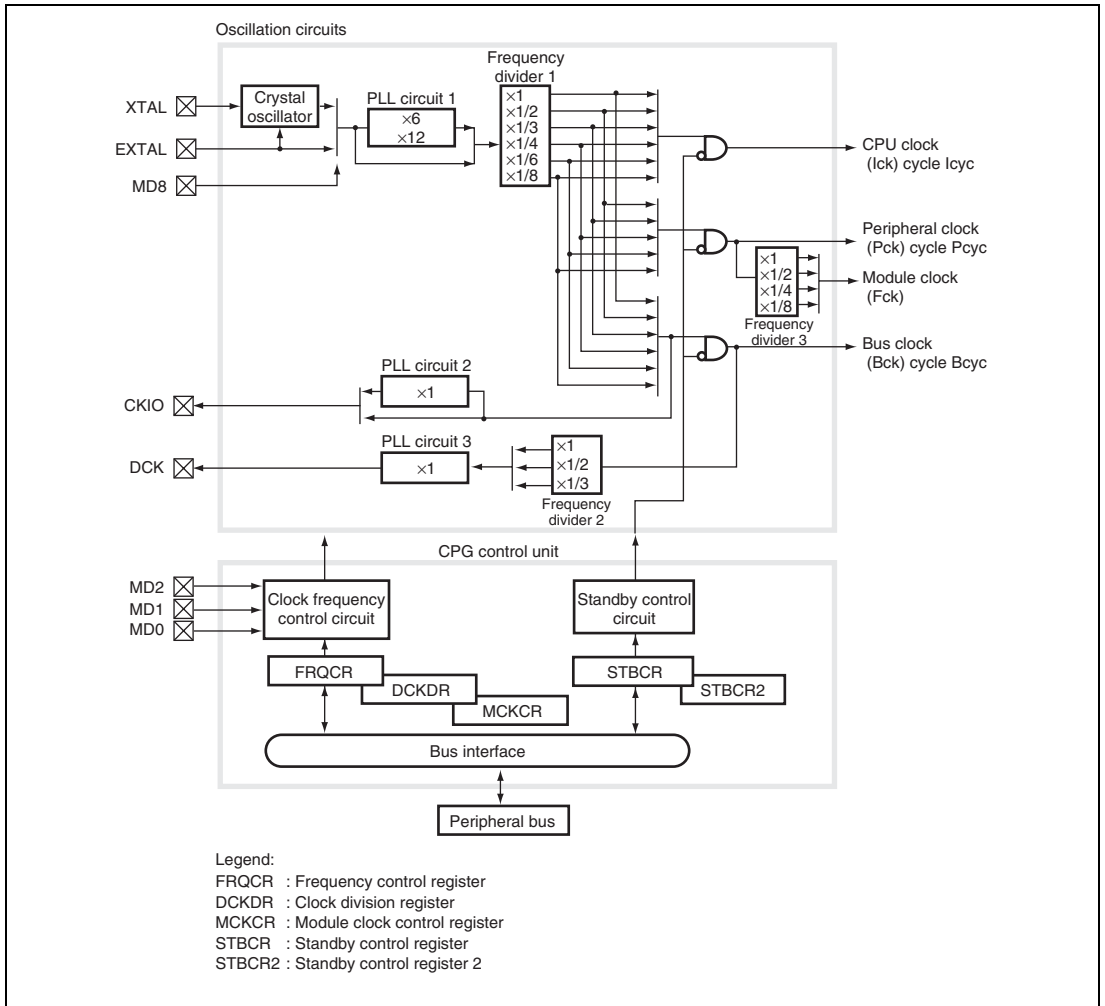 Oscillation circuits
XTAL
EXTAL
MD8
Crystal
oscillator
PLL circuit 1
×6
×12
Frequency
divider 1
×1
×1/2
×1/3
×1/4
×1/6
×1/8
CPU clock
(Ick) cycle Icyc
Peripheral clock
(Pck) cycle Pcyc
×1
×1/2
×1/4
×1/8
Frequency
divider 3
Module clock
(Fck)
Bus clock
(Bck) cycle Bcyc
CKIO
PLL circuit 2
×1
DCK
PLL circuit 3
×1
×1
×1/2
×1/3
Frequency
divider 2
CPG control unit
MD2
MD1
MD0
Clock frequency
control circuit
Standby control
circuit
FRQCR
DCKDR
MCKCR
STBCR
STBCR2
Bus interface
Peripheral bus
Legend:
FRQCR : Frequency control register
DCKDR : Clock division register
MCKCR : Module clock control register
STBCR : Standby control register
STBCR2 : Standby control register 2